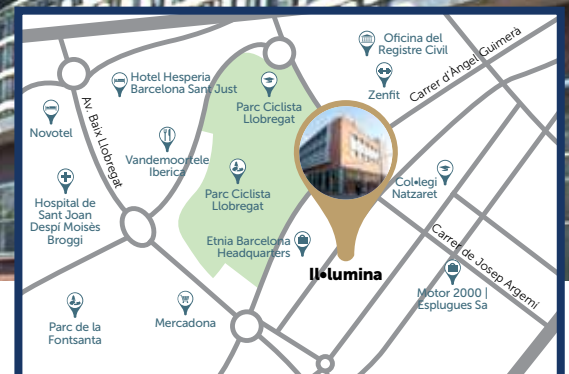 Oficina del
Registre Civil
Carrer d'Àngel Guimerà
Hotel Hesperia
Barcelona Sant Just
Zenfit
Parc Ciclista
Llobregat
Novotel
Av. Baix Llobregat
Vandemoortele
Iberica
Col•legi
Natzaret
Parc Ciclista
Llobregat
Hospital de
Sant Joan
Despí Moisès
Broggi
Etnia Barcelona
Headquarters
Carrer de Josep Argemí
ll•lumina
Motor 2000 |
Esplugues Sa
Parc de la
Fontsanta
Mercadona